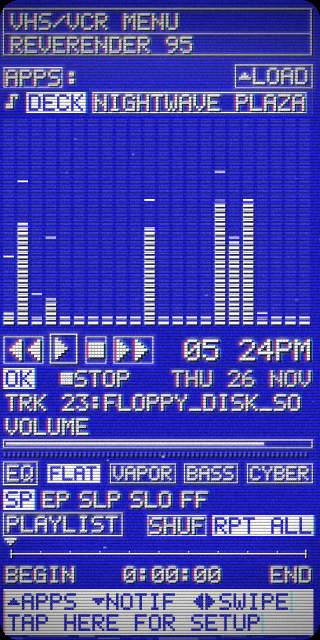 VHS/VCR MENU
REVERENDER 95
APPS: ▲LOAD
♪ DECK NIGHTWAVE PLAZA
05 24PM
OK ■STOP THU 26 NOV
TRK 23:FLOPPY_DISK_SO
VOLUME
EQ FLAT VAPOR BASS CYBER
SP EP SLP SLO FF
PLAYLIST SHUF RPT ALL
BEGIN 0:00:00 END
▲APPS ▼NOTIF ◀▶SWIPE
TAP HERE FOR SETUP